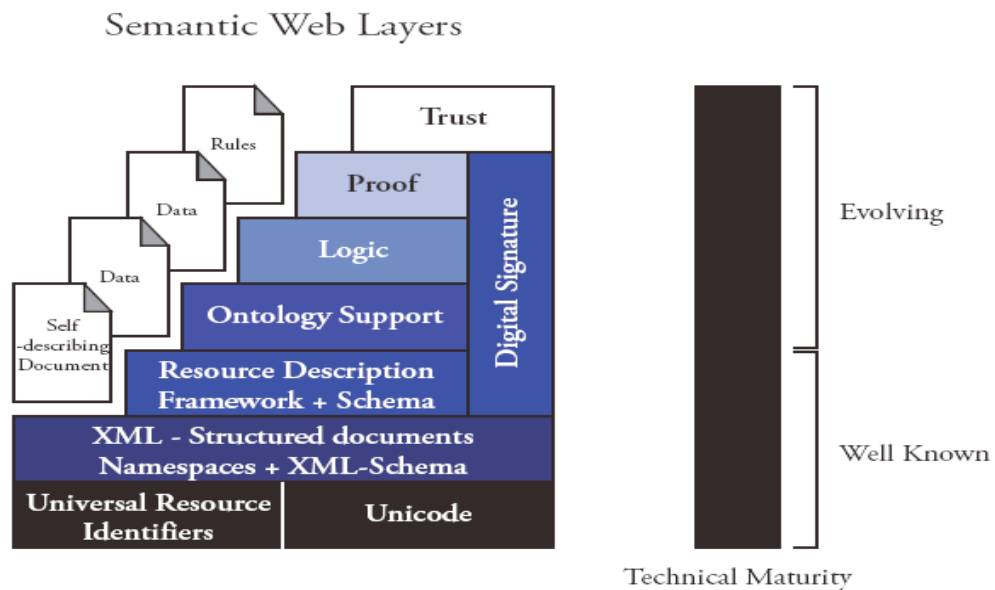 Semantic Web Layers
Rules
Trust
Data
Proof
Data
Logic
Self
-describing
Document
Ontology Support
Resource Description
Framework + Schema
Digital Signature
XML - Structured documents
Namespaces + XML-Schema
Universal Resource
Identifiers
Unicode
Evolving
Well Known
Technical Maturity